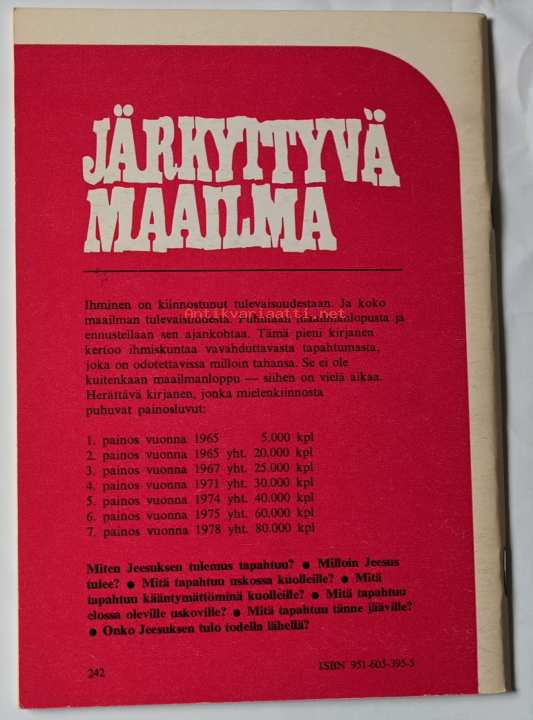 JÄRKYTTYVÄ
MAAILMA
Ihminen on kiinnostunut tulevaisuudestaan. Ja koko
maailman tulevaisuudesta. Puhutaan maailmanlopusta ja
Antikvariaatti.net
ennustellaan sen ajankohtaa. Tämä pieni kirjanen
kertoo ihmiskuntaa vavahduttavasta tapahtumasta,
joka on odotettavissa milloin tahansa. Se ei ole
kuitenkaan maailmanloppu — siihen on vielä aikaa.
Herättävä kirjanen, jonka mielenkiinnosta
puhuvat painosluvut:
1. painos vuonna 1965 5.000 kpl
2. painos vuonna 1965 yht. 20.000 kpl
3. painos vuonna 1967 yht. 25.000 kpl
4. painos vuonna 1971 yht. 30.000 kpl
5. painos vuonna 1974 yht. 40.000 kpl
6. painos vuonna 1975 yht. 60.000 kpl
7. painos vuonna 1978 yht. 80.000 kpl
Miten Jeesuksen tulemus tapahtuu? ● Milloin Jeesus
tulee? ● Mitä tapahtuu uskossa kuolleille? ● Mitä
tapahtuu kääntymättöminä kuolleille? ● Mitä tapahtuu
elossa oleville uskoville? ● Mitä tapahtuu tänne jääville?
● Onko Jeesuksen tulo todella lähellä?
242
ISBN 951-605-395-5